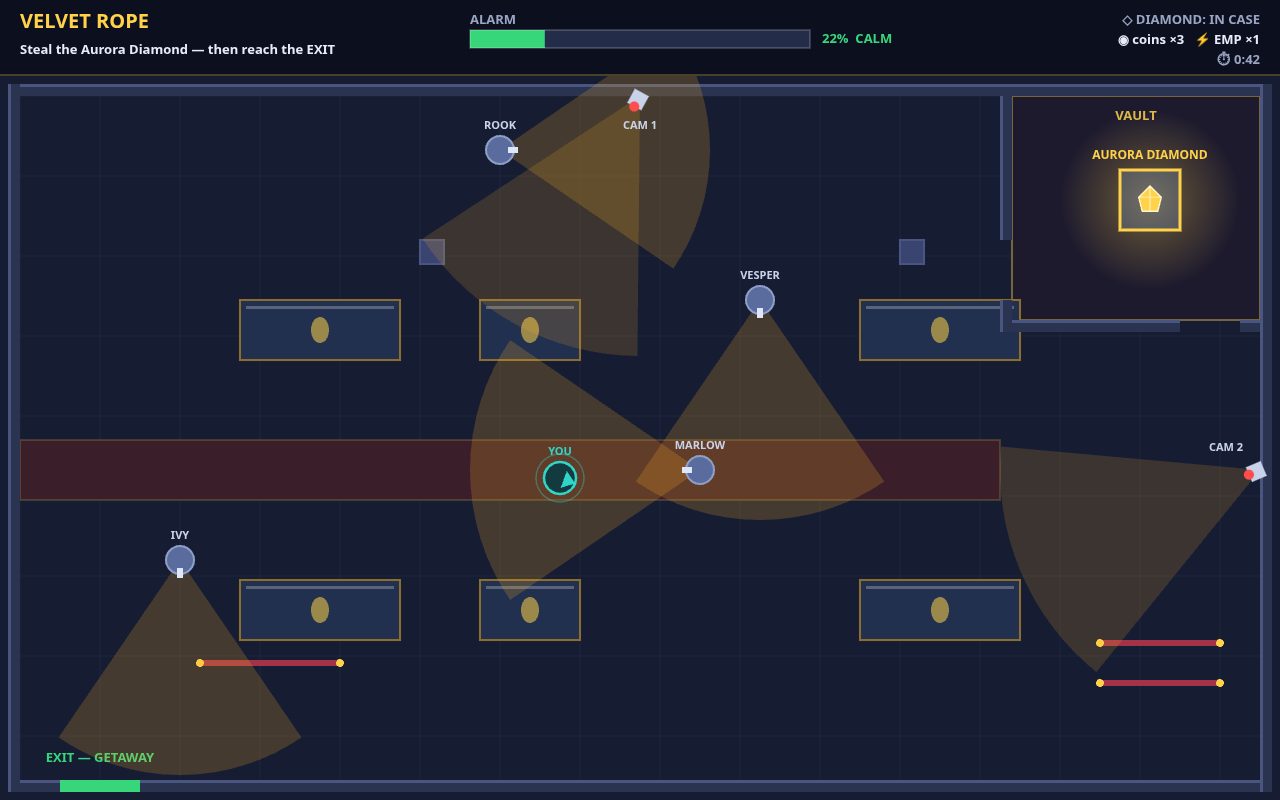 VELVET ROPE
Steal the Aurora Diamond — then reach the EXIT
ALARM
22% CALM
◇ DIAMOND: IN CASE
◉ coins ×3 ⚡ EMP ×1
⏱ 0:42
ROOK
CAM 1
VAULT
AURORA DIAMOND
VESPER
YOU
MARLOW
CAM 2
IVY
EXIT — GETAWAY